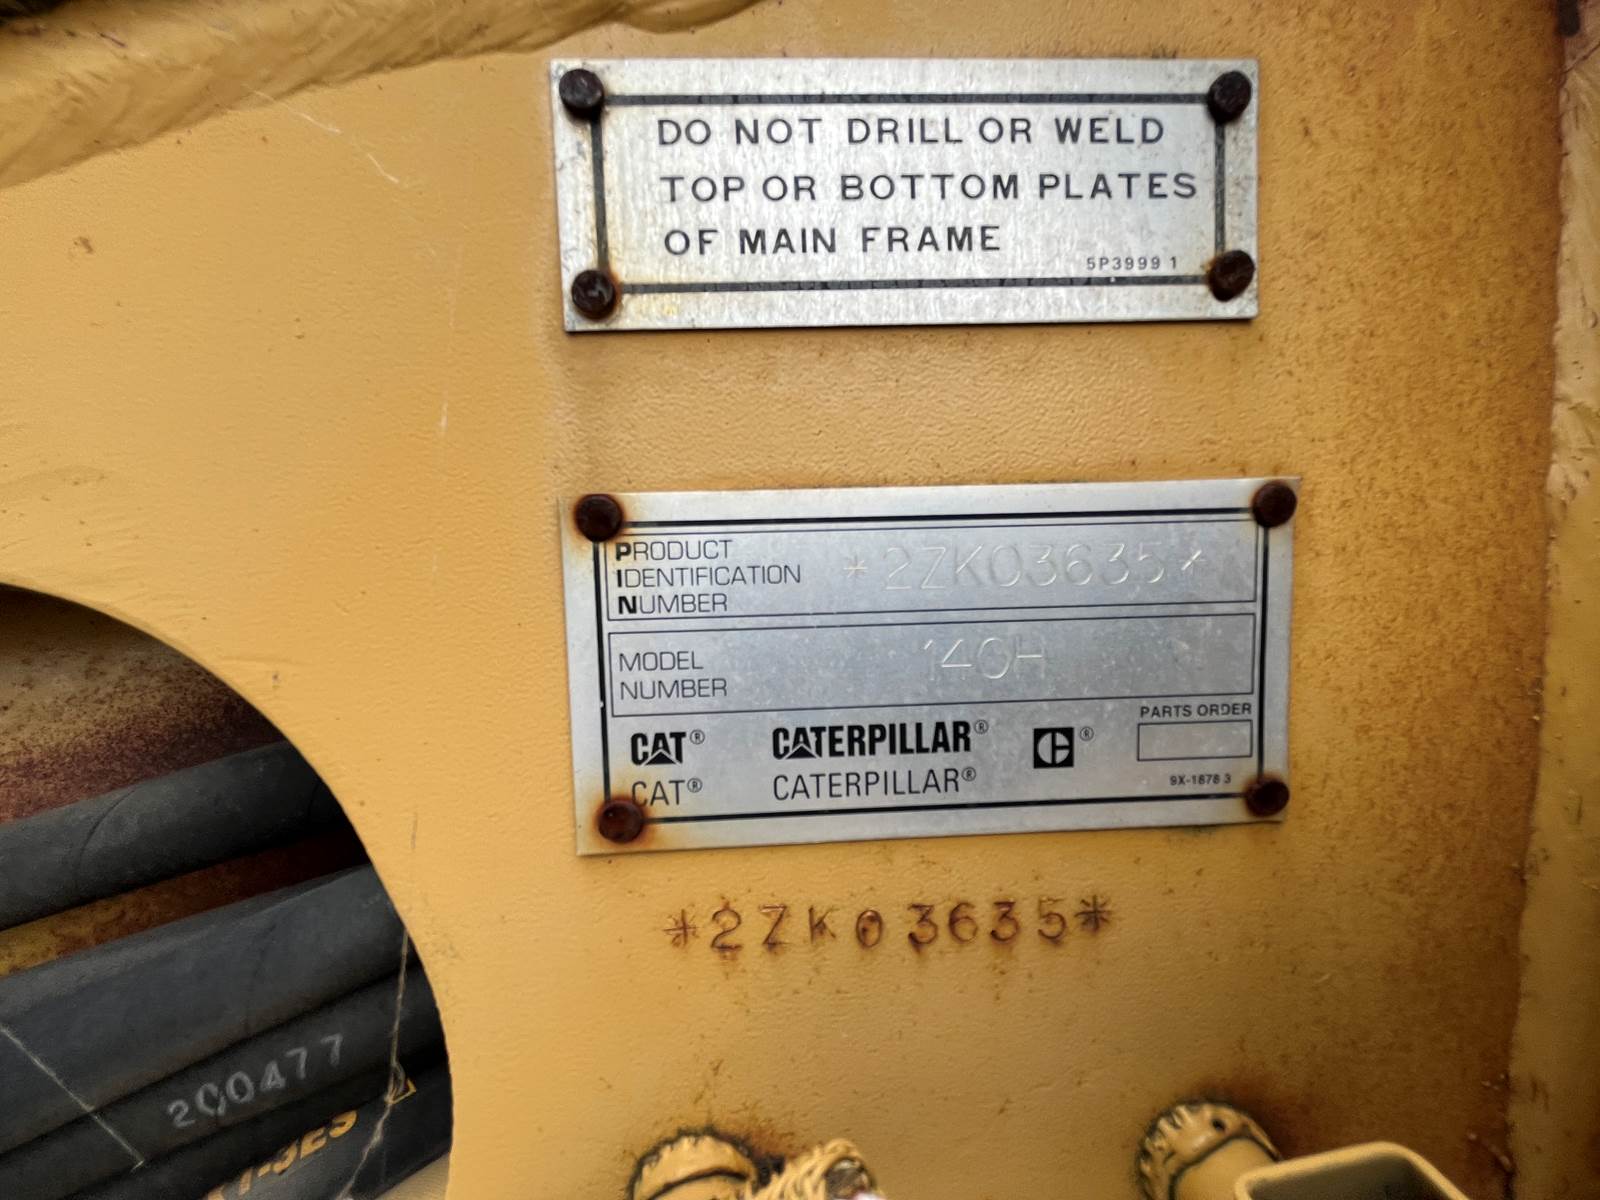 DO NOT DRILL OR WELD
TOP OR BOTTOM PLATES
OF MAIN FRAME
5P3999 1
PRODUCT
IDENTIFICATION
NUMBER
*2ZK03635*
MODEL
NUMBER
140H
PARTS ORDER
CAT® CATERPILLAR® C®
CAT® CATERPILLAR®
9X-1878 3
*2ZK03635*
200477
-3ES